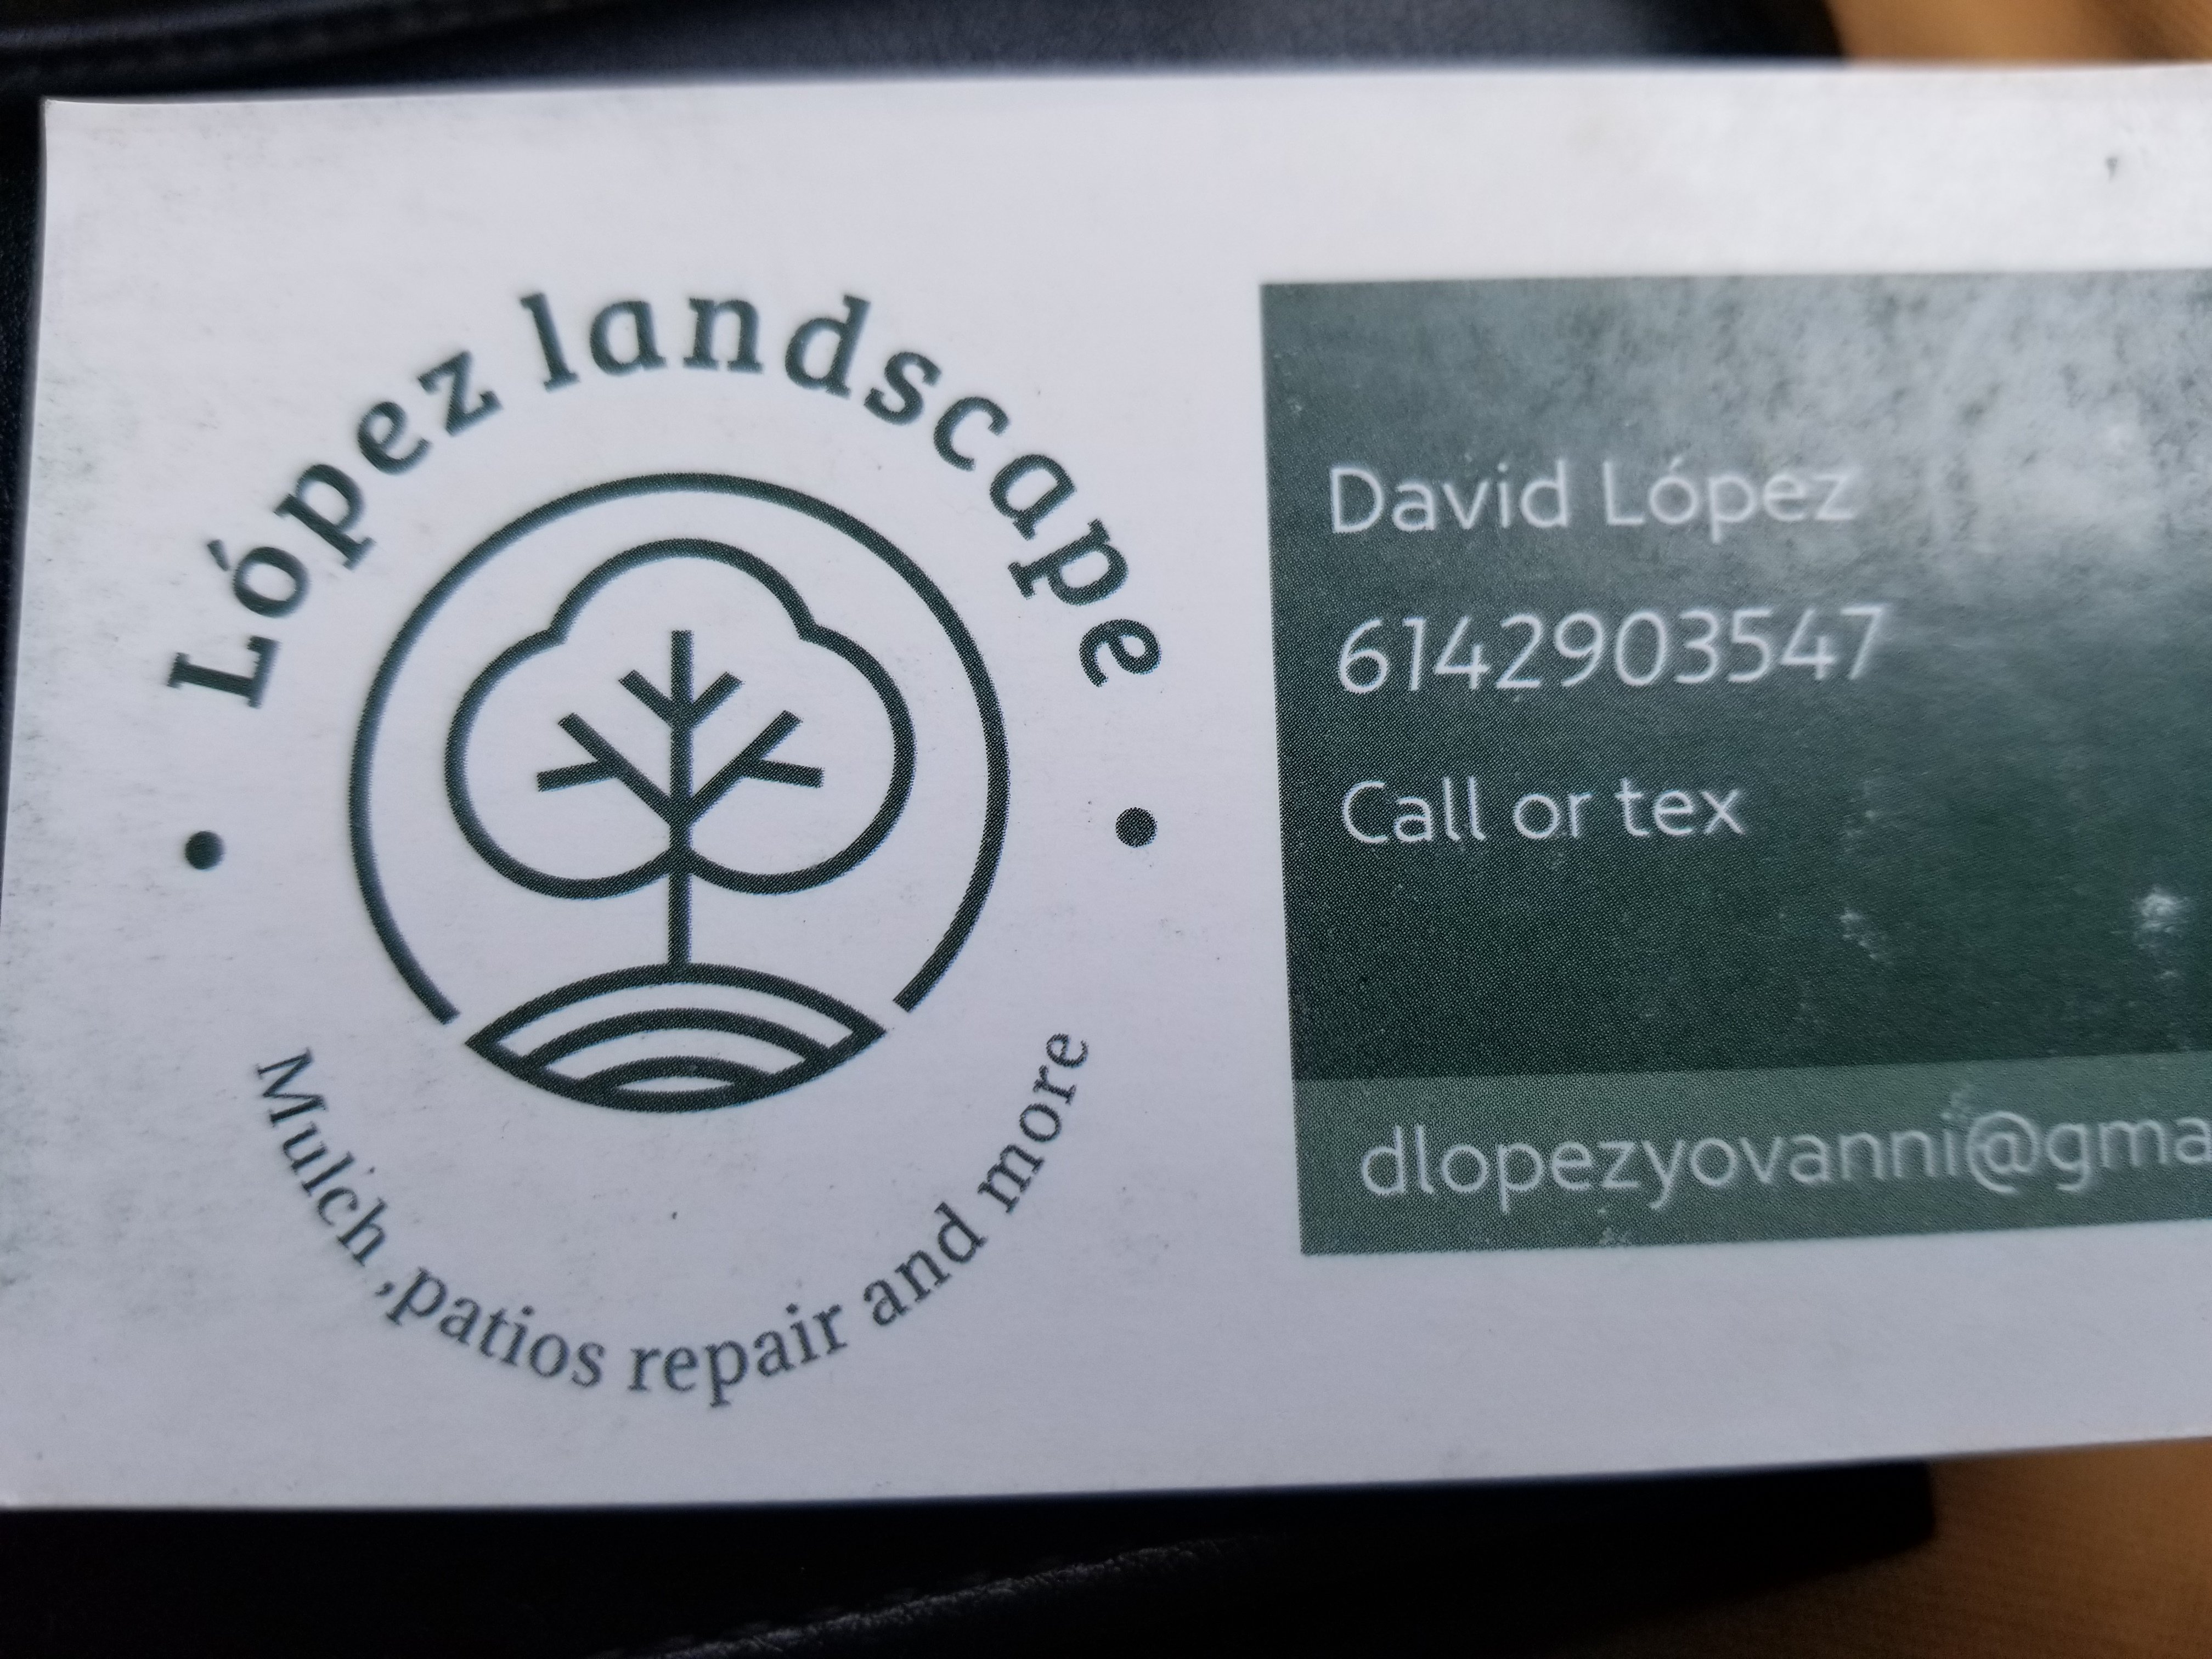 López landscape
Mulch ,patios repair and more
David López
6142903547
Call or tex
dlopezyovanni@gma